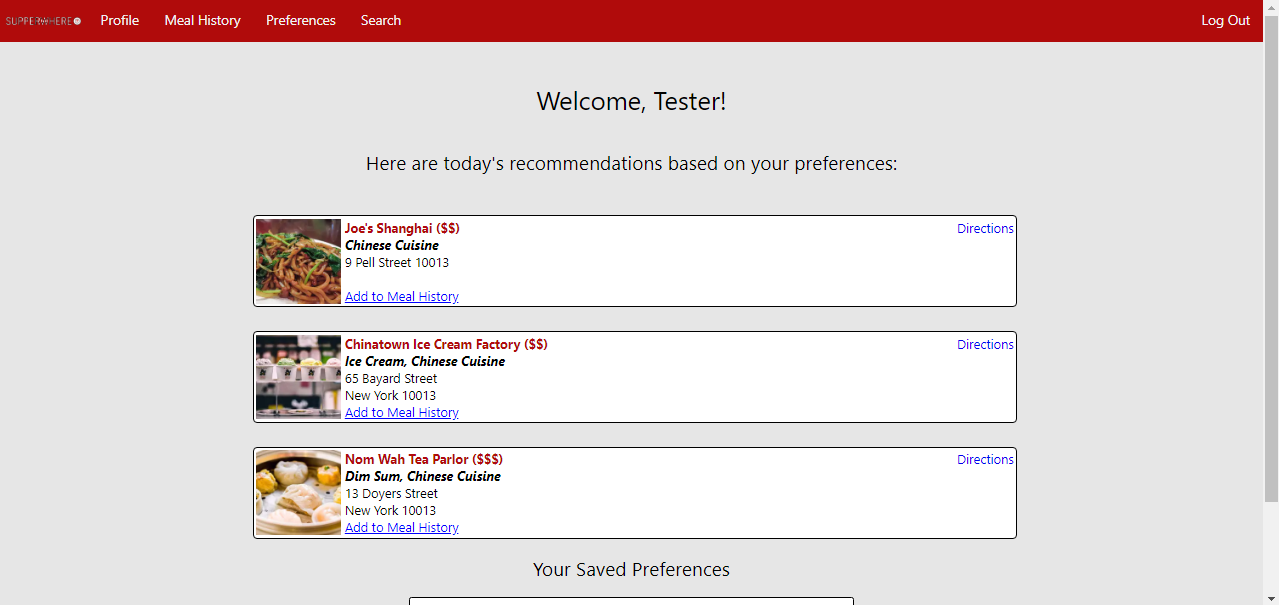 SUPPERWHERE Profile Meal History Preferences Search Log Out
Welcome, Tester!
Here are today's recommendations based on your preferences:
Joe's Shanghai ($$) Directions
Chinese Cuisine
9 Pell Street 10013
Add to Meal History
Chinatown Ice Cream Factory ($$) Directions
Ice Cream, Chinese Cuisine
65 Bayard Street
New York 10013
Add to Meal History
Nom Wah Tea Parlor ($$$) Directions
Dim Sum, Chinese Cuisine
13 Doyers Street
New York 10013
Add to Meal History
Your Saved Preferences